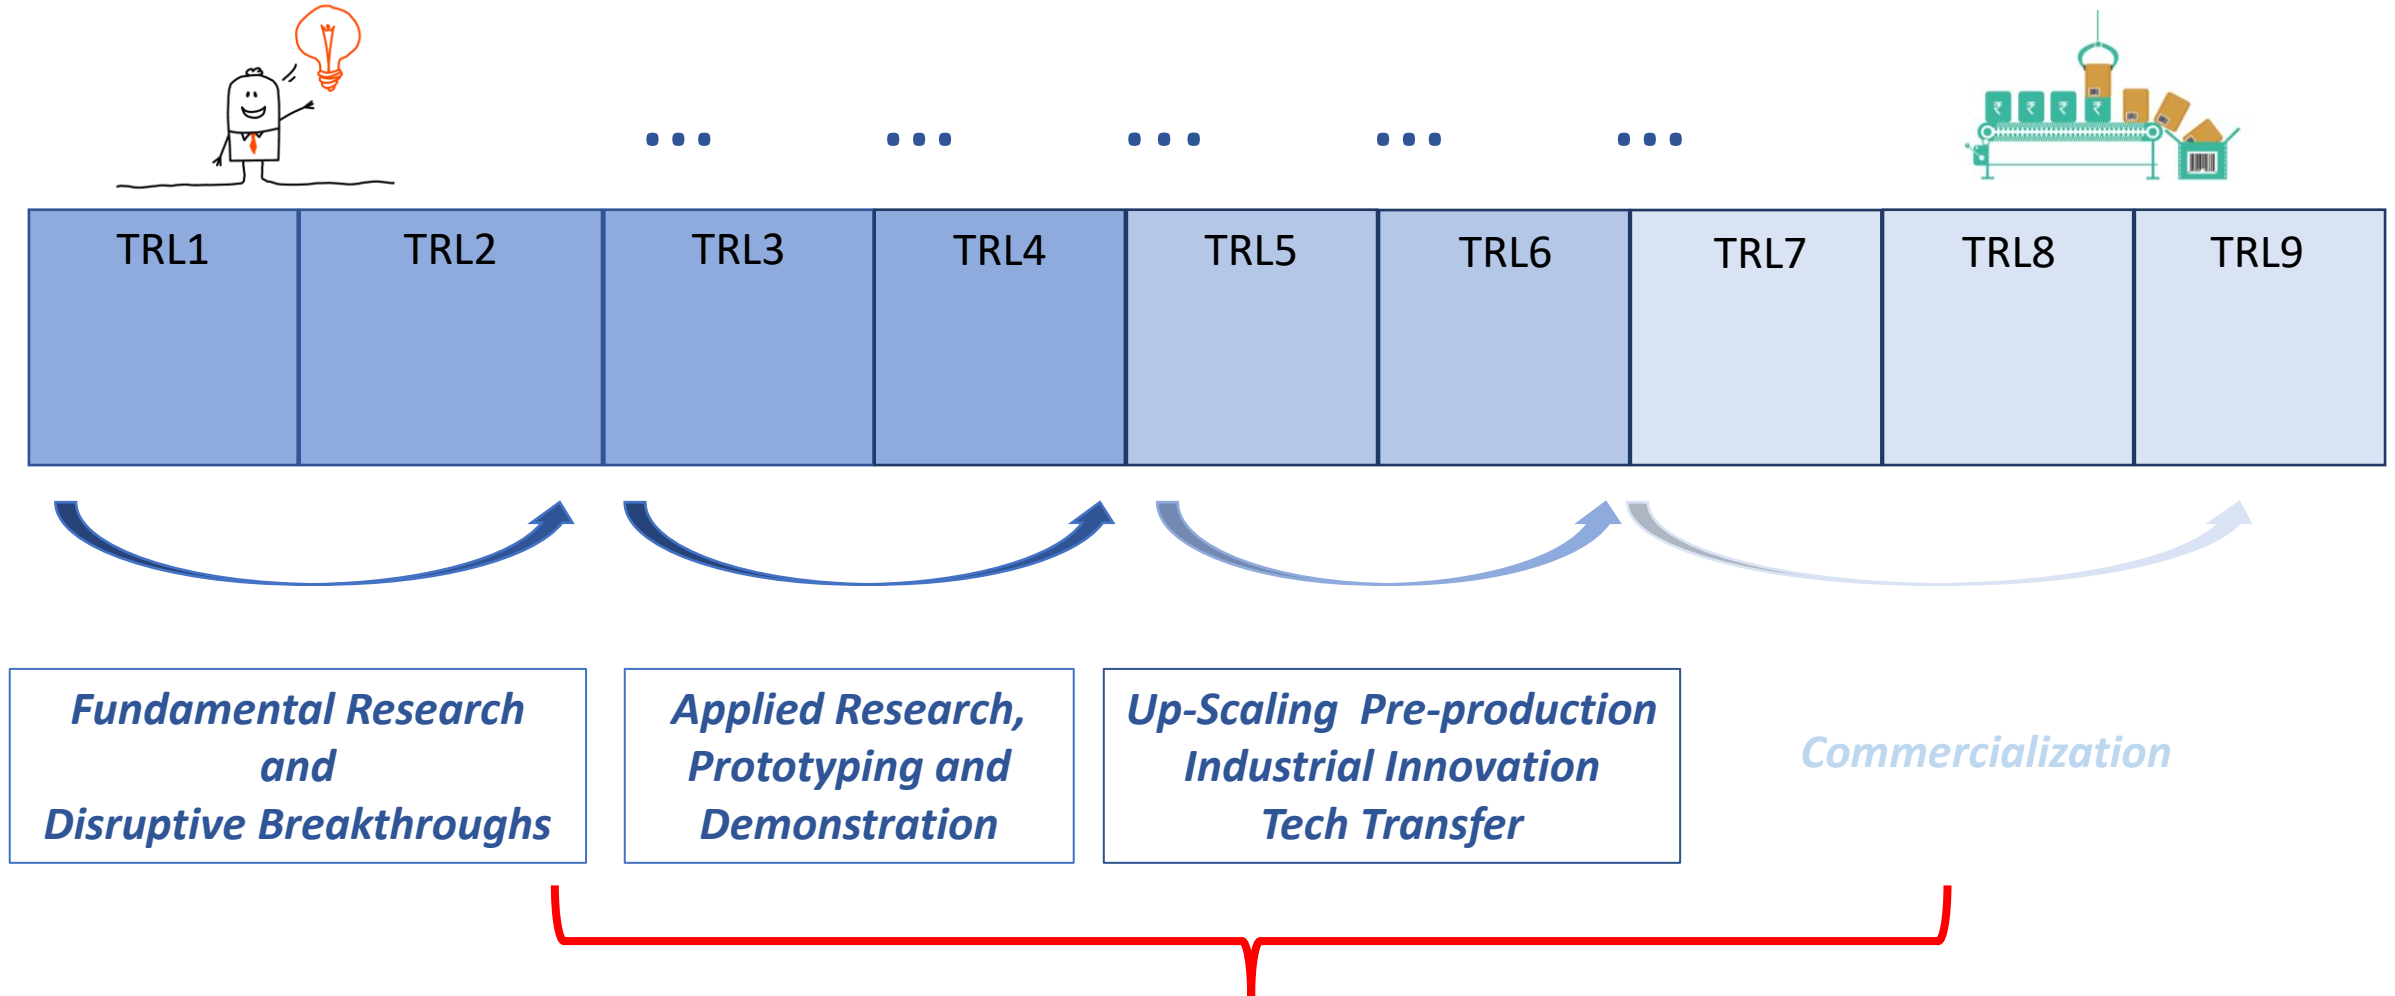 ... ... ... ... ...
₹ ₹ ₹ ₹
TRL1 TRL2 TRL3 TRL4 TRL5 TRL6 TRL7 TRL8 TRL9
Fundamental Research
and
Disruptive Breakthroughs
Applied Research,
Prototyping and
Demonstration
Up-Scaling  Pre-production
Industrial Innovation
Tech Transfer
Commercialization